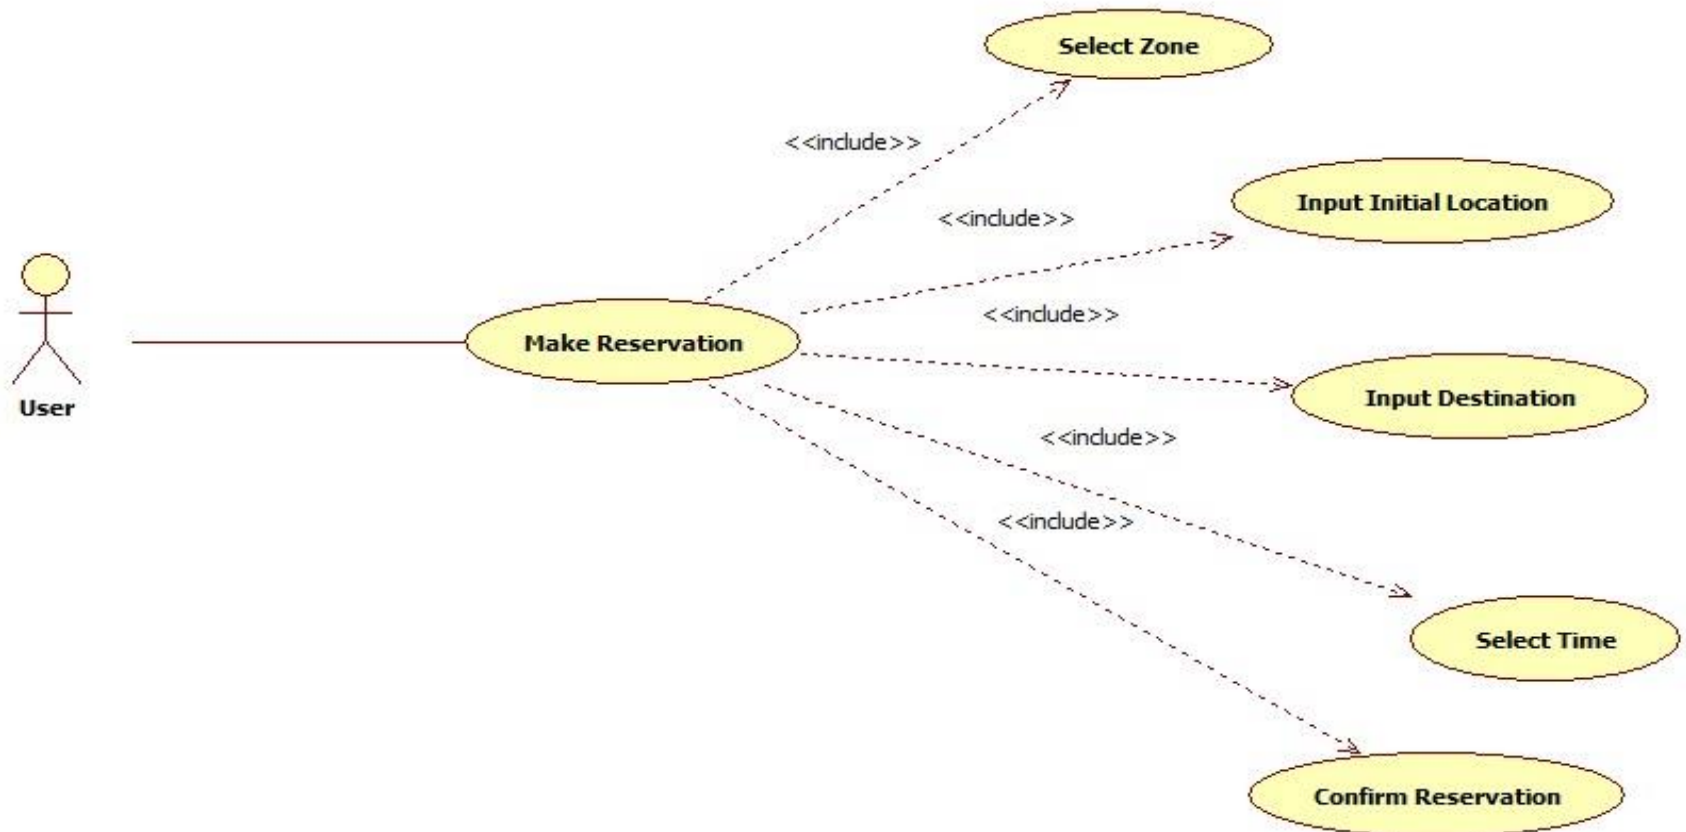 Select Zone
<<include>>
Input Initial Location
<<include>>
<<include>>
Make Reservation
Input Destination
User
<<include>>
<<include>>
Select Time
Confirm Reservation